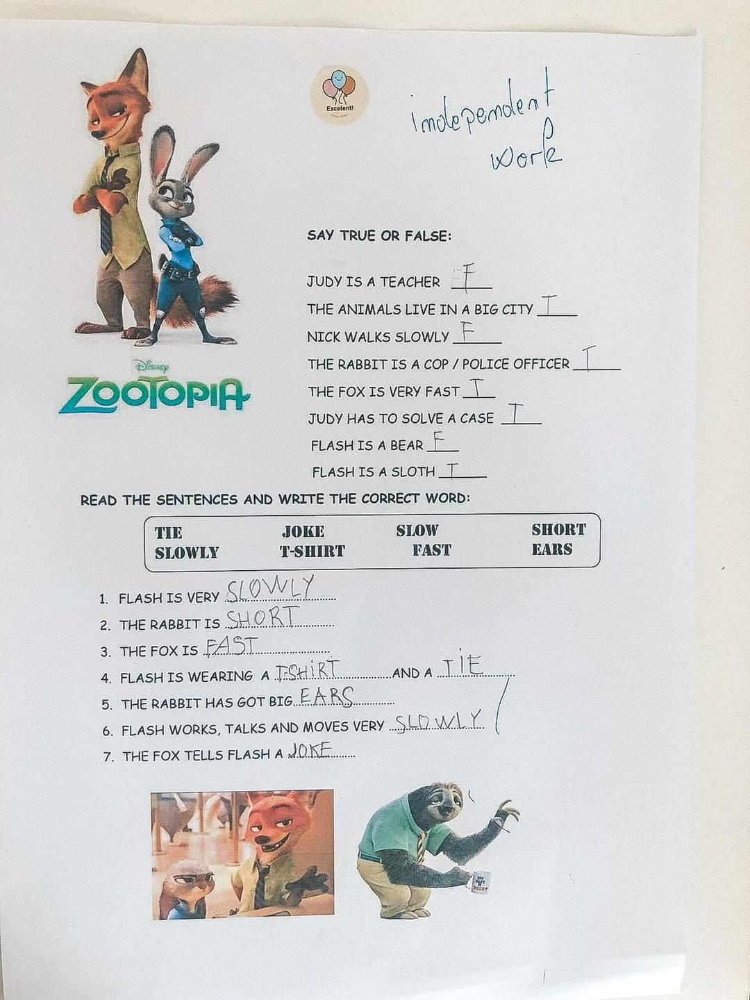 Excelent!
independent
work
SAY TRUE OR FALSE:
JUDY IS A TEACHER F
THE ANIMALS LIVE IN A BIG CITY T
NICK WALKS SLOWLY F
THE RABBIT IS A COP / POLICE OFFICER T
THE FOX IS VERY FAST T
JUDY HAS TO SOLVE A CASE T
FLASH IS A BEAR F
FLASH IS A SLOTH T
DISNEY
ZOOTOPIA
READ THE SENTENCES AND WRITE THE CORRECT WORD:
TIE JOKE SLOW SHORT
SLOWLY T-SHIRT FAST EARS
1. FLASH IS VERY SLOWLY
2. THE RABBIT IS SHORT
3. THE FOX IS FAST
4. FLASH IS WEARING A T-SHiRT AND A TiE
5. THE RABBIT HAS GOT BIG EARS
6. FLASH WORKS, TALKS AND MOVES VERY SLOWLY
7. THE FOX TELLS FLASH A JOKE
YOU
WANT
IT